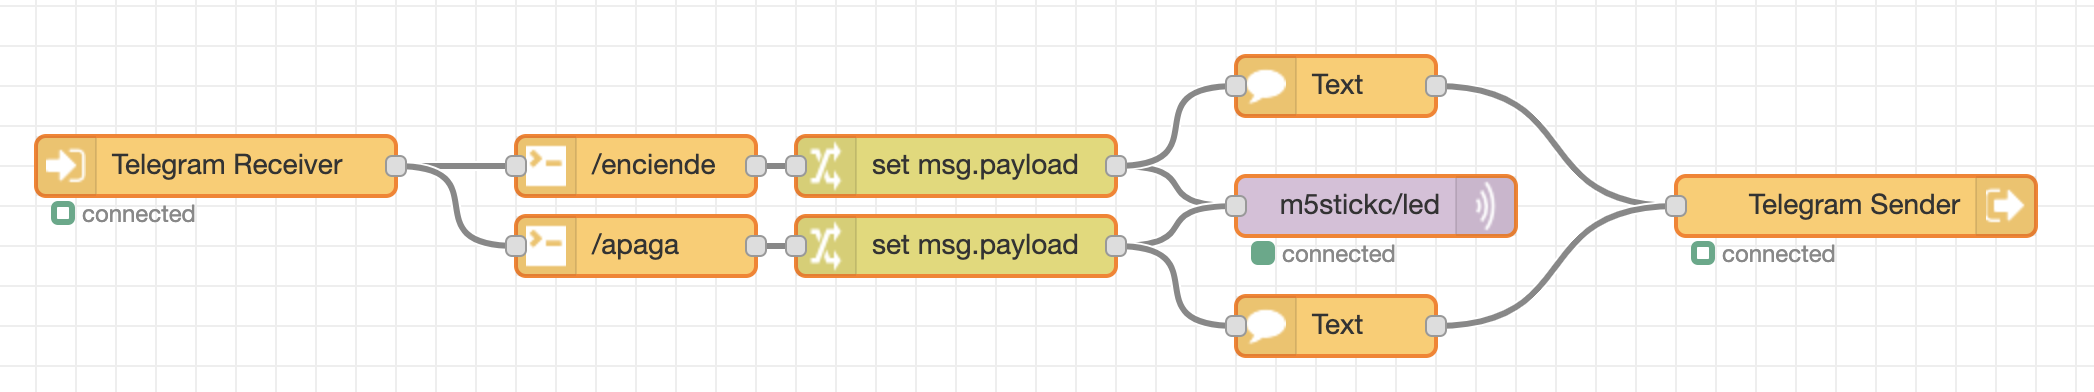 Telegram Receiver
connected
/enciende
/apaga
set msg.payload
set msg.payload
Text
m5stickc/led
connected
Text
Telegram Sender
connected